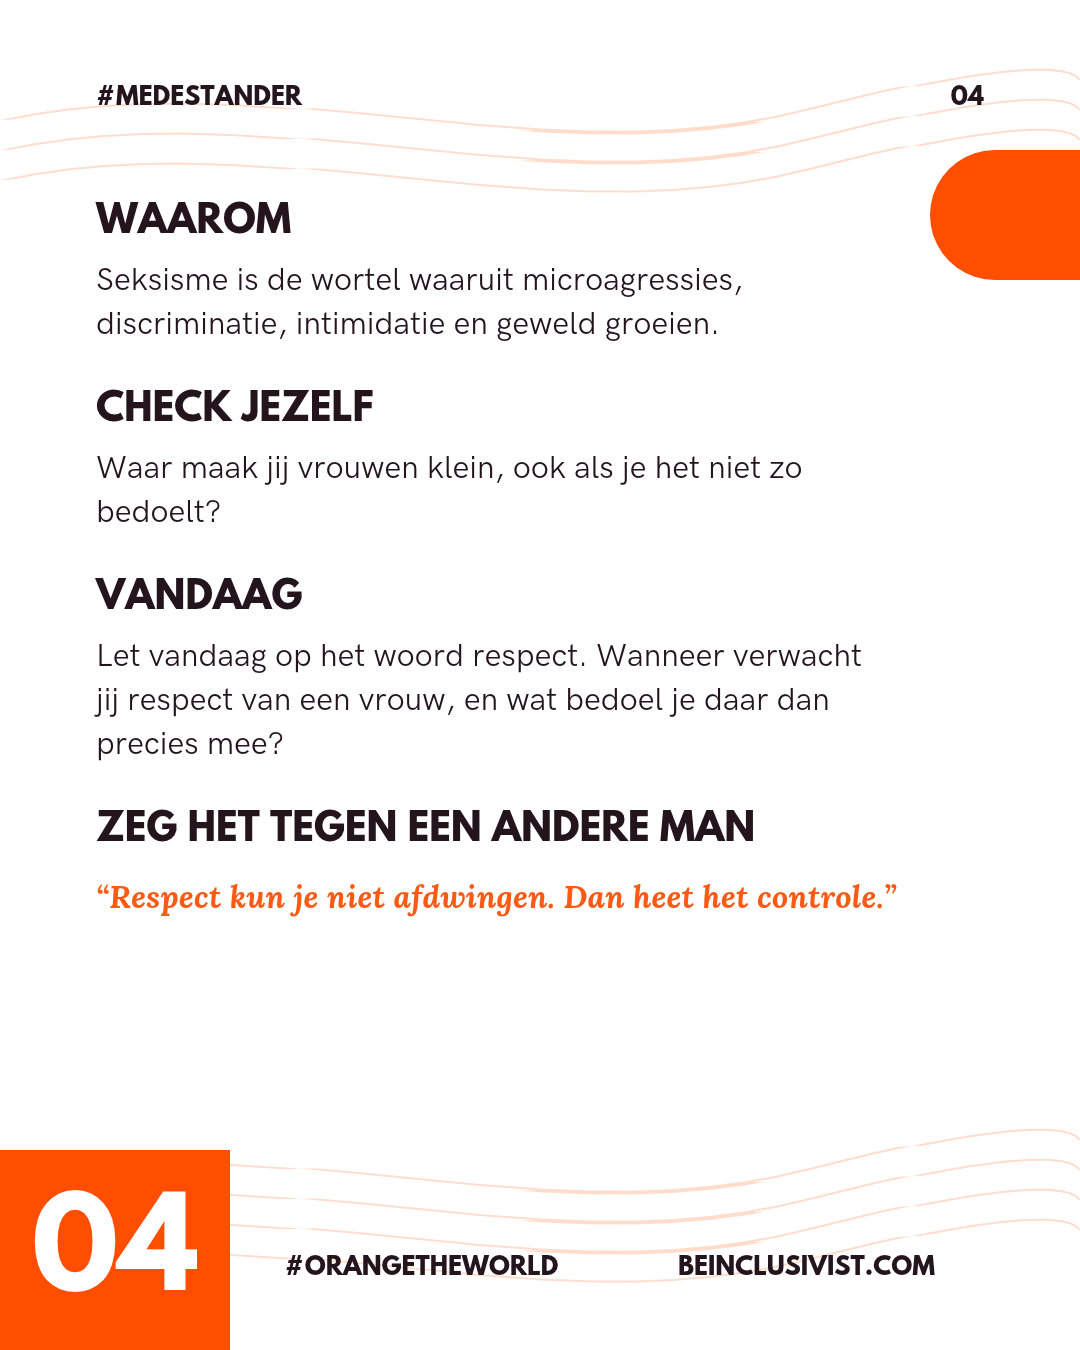 #MEDESTANDER
04
WAAROM
Seksisme is de wortel waaruit microagressies,
discriminatie, intimidatie en geweld groeien.
CHECK JEZELF
Waar maak jij vrouwen klein, ook als je het niet zo
bedoelt?
VANDAAG
Let vandaag op het woord respect. Wanneer verwacht
jij respect van een vrouw, en wat bedoel je daar dan
precies mee?
ZEG HET TEGEN EEN ANDERE MAN
“Respect kun je niet afdwingen. Dan heet het controle.”
04
#ORANGETHEWORLD
BEINCLUSIVIST.COM